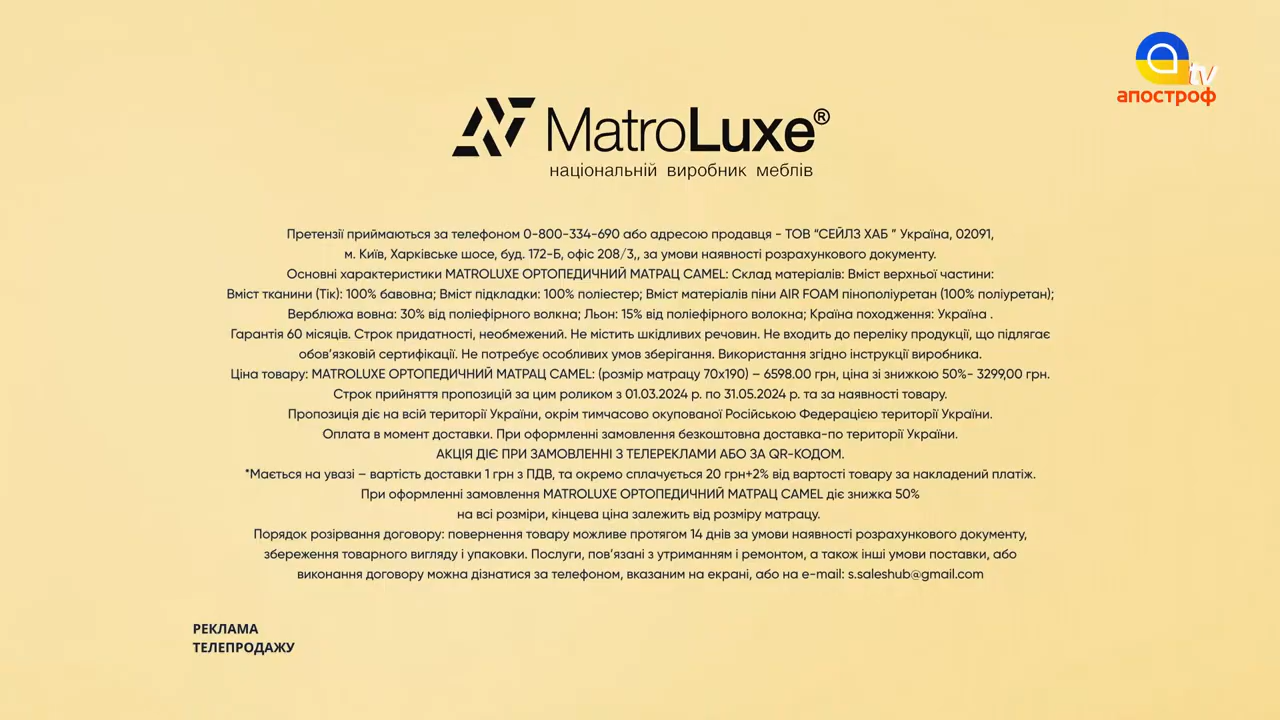 tv
апостроф
MatroLuxe®
національній виробник меблів
Претензії приймаються за телефоном 0-800-334-690 або адресою продавця - ТОВ “СЕЙЛЗ ХАБ ” Україна, 02091,
м. Київ, Харківське шосе, буд. 172-Б, офіс 208/3,, за умови наявності розрахункового документу.
Основні характеристики MATROLUXE ОРТОПЕДИЧНИЙ МАТРАЦ CAMEL: Склад матеріалів: Вміст верхньої частини:
Вміст тканини (Тік): 100% бавовна; Вміст підкладки: 100% поліестер; Вміст матеріалів піни AIR FOAM пінополіуретан (100% поліуретан);
Верблюжа вовна: 30% від поліефірного волкна; Льон: 15% від поліефірного волокна; Країна походження: Україна .
Гарантія 60 місяців. Строк придатності, необмежений. Не містить шкідливих речовин. Не входить до переліку продукції, що підлягає
обов’язковій сертифікації. Не потребує особливих умов зберігання. Використання згідно інструкції виробника.
Ціна товару: MATROLUXE ОРТОПЕДИЧНИЙ МАТРАЦ CAMEL: (розмір матрацу 70x190) – 6598.00 грн, ціна зі знижкою 50%- 3299,00 грн.
Строк прийняття пропозицій за цим роликом з 01.03.2024 р. по 31.05.2024 р. та за наявності товару.
Пропозиція діє на всій території України, окрім тимчасово окупованої Російською Федерацією території України.
Оплата в момент доставки. При оформленні замовлення безкоштовна доставка-по території України.
АКЦІЯ ДІЄ ПРИ ЗАМОВЛЕННІ З ТЕЛЕРЕКЛАМИ АБО ЗА QR-КОДОМ.
*Мається на увазі – вартість доставки 1 грн з ПДВ, та окремо сплачується 20 грн+2% від вартості товару за накладений платіж.
При оформленні замовлення MATROLUXE ОРТОПЕДИЧНИЙ МАТРАЦ CAMEL діє знижка 50%
на всі розміри, кінцева ціна залежить від розміру матрацу.
Порядок розірвання договору: повернення товару можливе протягом 14 днів за умови наявності розрахункового документу,
збереження товарного вигляду і упаковки. Послуги, пов’язані з утриманням і ремонтом, а також інші умови поставки, або
виконання договору можна дізнатися за телефоном, вказаним на екрані, або на e-mail: s.saleshub@gmail.com
РЕКЛАМА
ТЕЛЕПРОДАЖУ